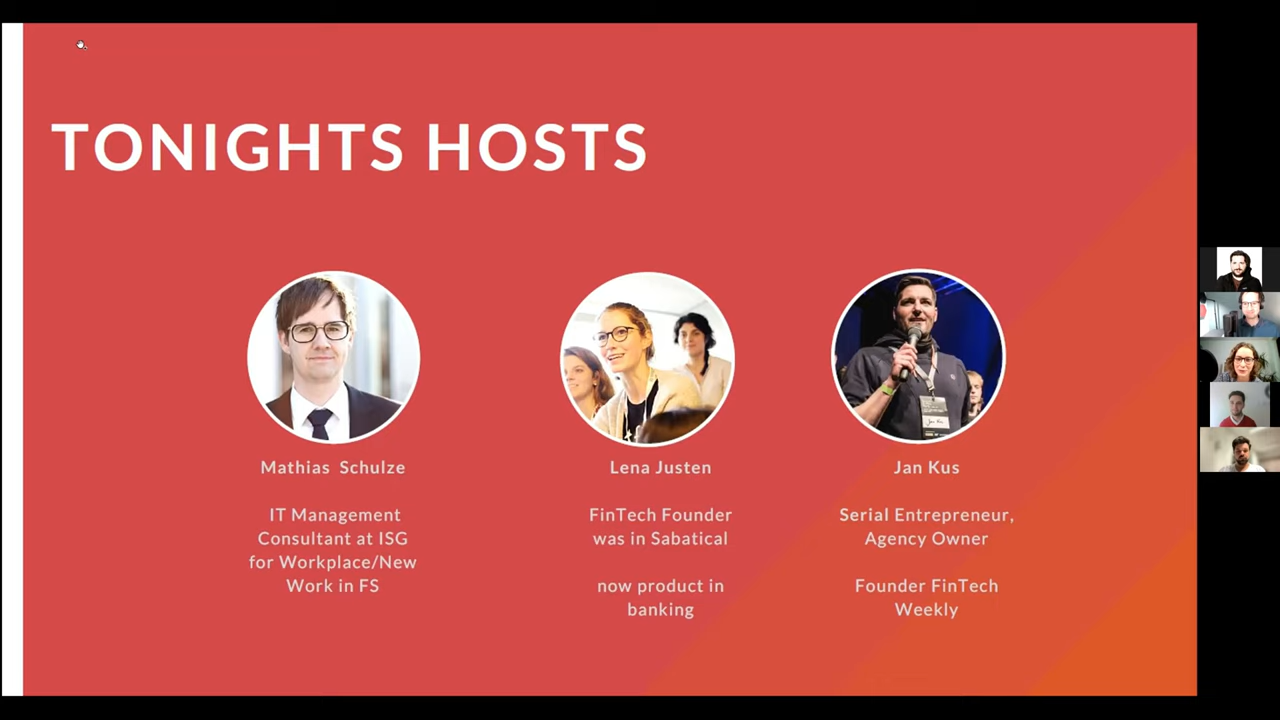 TONIGHTS HOSTS
Mathias Schulze
IT Management
Consultant at ISG
for Workplace/New
Work in FS
Lena Justen
FinTech Founder
was in Sabatical
now product in
banking
Jan Kus
Serial Entrepreneur,
Agency Owner
Founder FinTech
Weekly